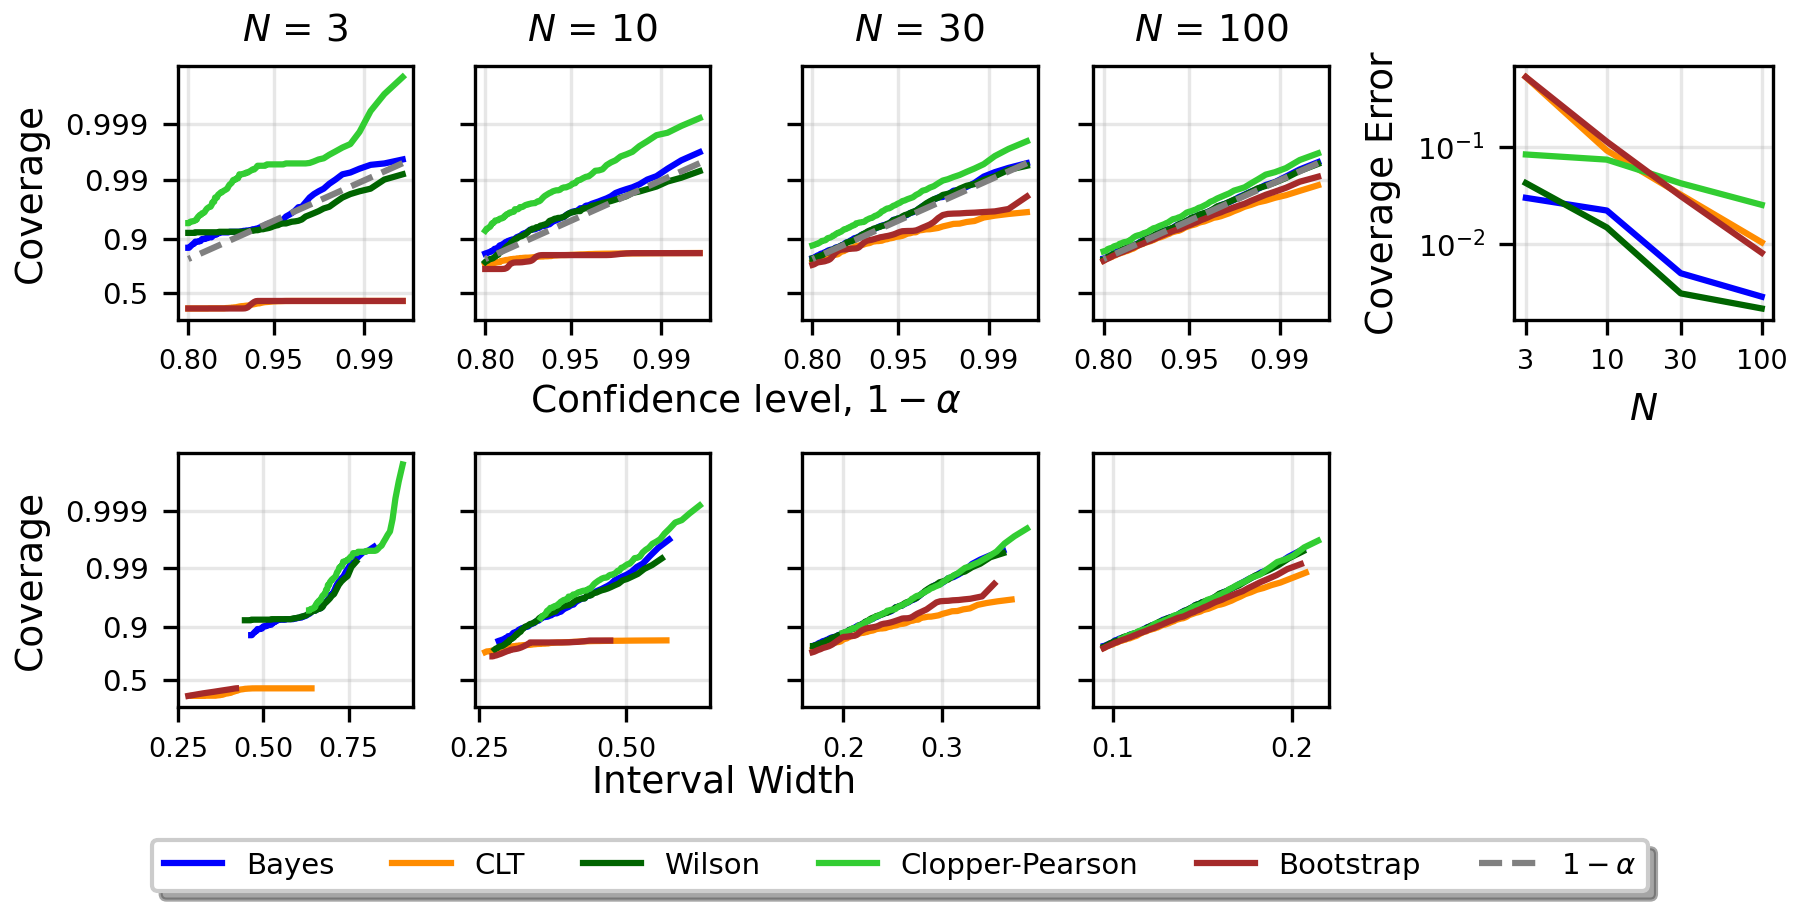 N = 3
N = 10
N = 30
N = 100
Coverage
0.999
0.99
0.9
0.5
0.80 0.95 0.99
0.80 0.95 0.99
0.80 0.95 0.99
0.80 0.95 0.99
Confidence level, 1 − α
Coverage Error
10⁻¹
10⁻²
3 10 30 100
N
Coverage
0.999
0.99
0.9
0.5
0.25 0.50 0.75
0.25 0.50
0.2 0.3
0.1 0.2
Interval Width
Bayes CLT Wilson Clopper-Pearson Bootstrap 1 − α